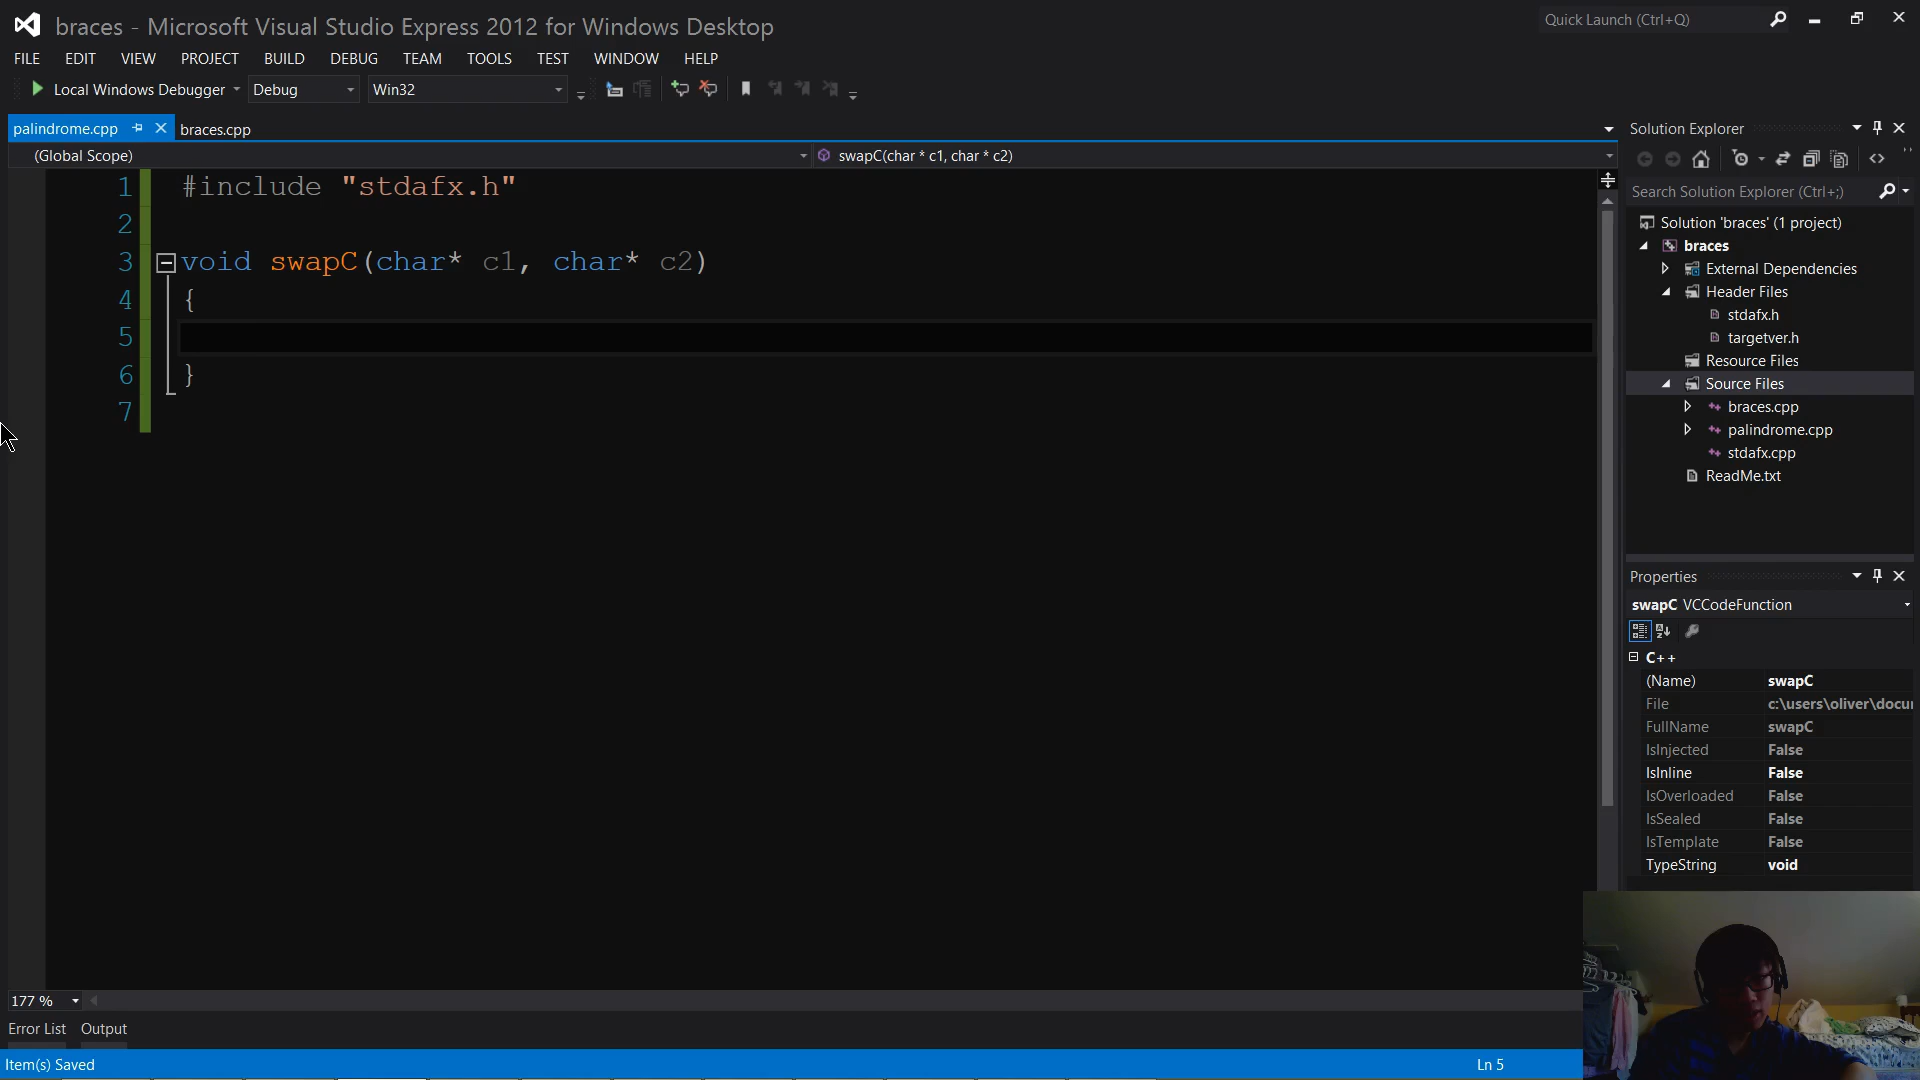 braces - Microsoft Visual Studio Express 2012 for Windows Desktop
Quick Launch (Ctrl+Q)
FILE EDIT VIEW PROJECT BUILD DEBUG TEAM TOOLS TEST WINDOW HELP
Local Windows Debugger Debug Win32
palindrome.cpp braces.cpp
(Global Scope) swapC(char * c1, char * c2)
1 #include "stdafx.h"
2
3 void swapC(char* c1, char* c2)
4 {
5
6 }
7
177 %
Error List Output
Item(s) Saved
Ln 5
Solution Explorer
Search Solution Explorer (Ctrl+;)
Solution 'braces' (1 project)
braces
External Dependencies
Header Files
stdafx.h
targetver.h
Resource Files
Source Files
braces.cpp
palindrome.cpp
stdafx.cpp
ReadMe.txt
Properties
swapC VCCodeFunction
C++
(Name) swapC
File c:\users\oliver\docu
FullName swapC
IsInjected False
IsInline False
IsOverloaded False
IsSealed False
IsTemplate False
TypeString void